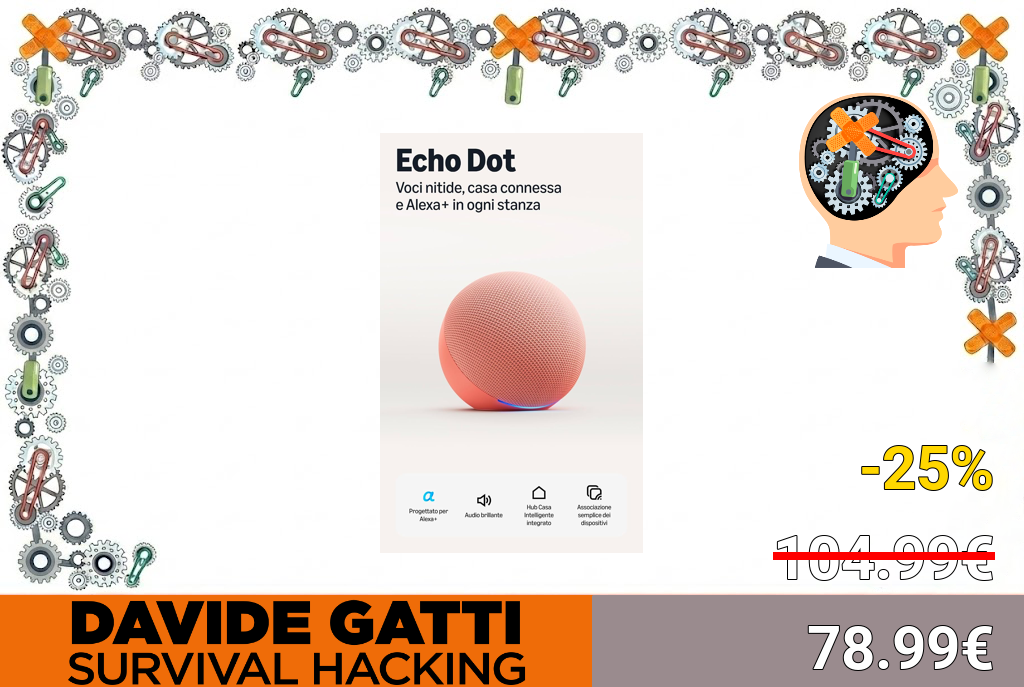 Echo Dot
Voci nitide, casa connessa
e Alexa+ in ogni stanza
α
Progettato per
Alexa+
Audio brillante
Hub Casa
Intelligente
integrato
Associazione
semplice dei
dispositivi
-25%
104.99€
DAVIDE GATTI
SURVIVAL HACKING
78.99€